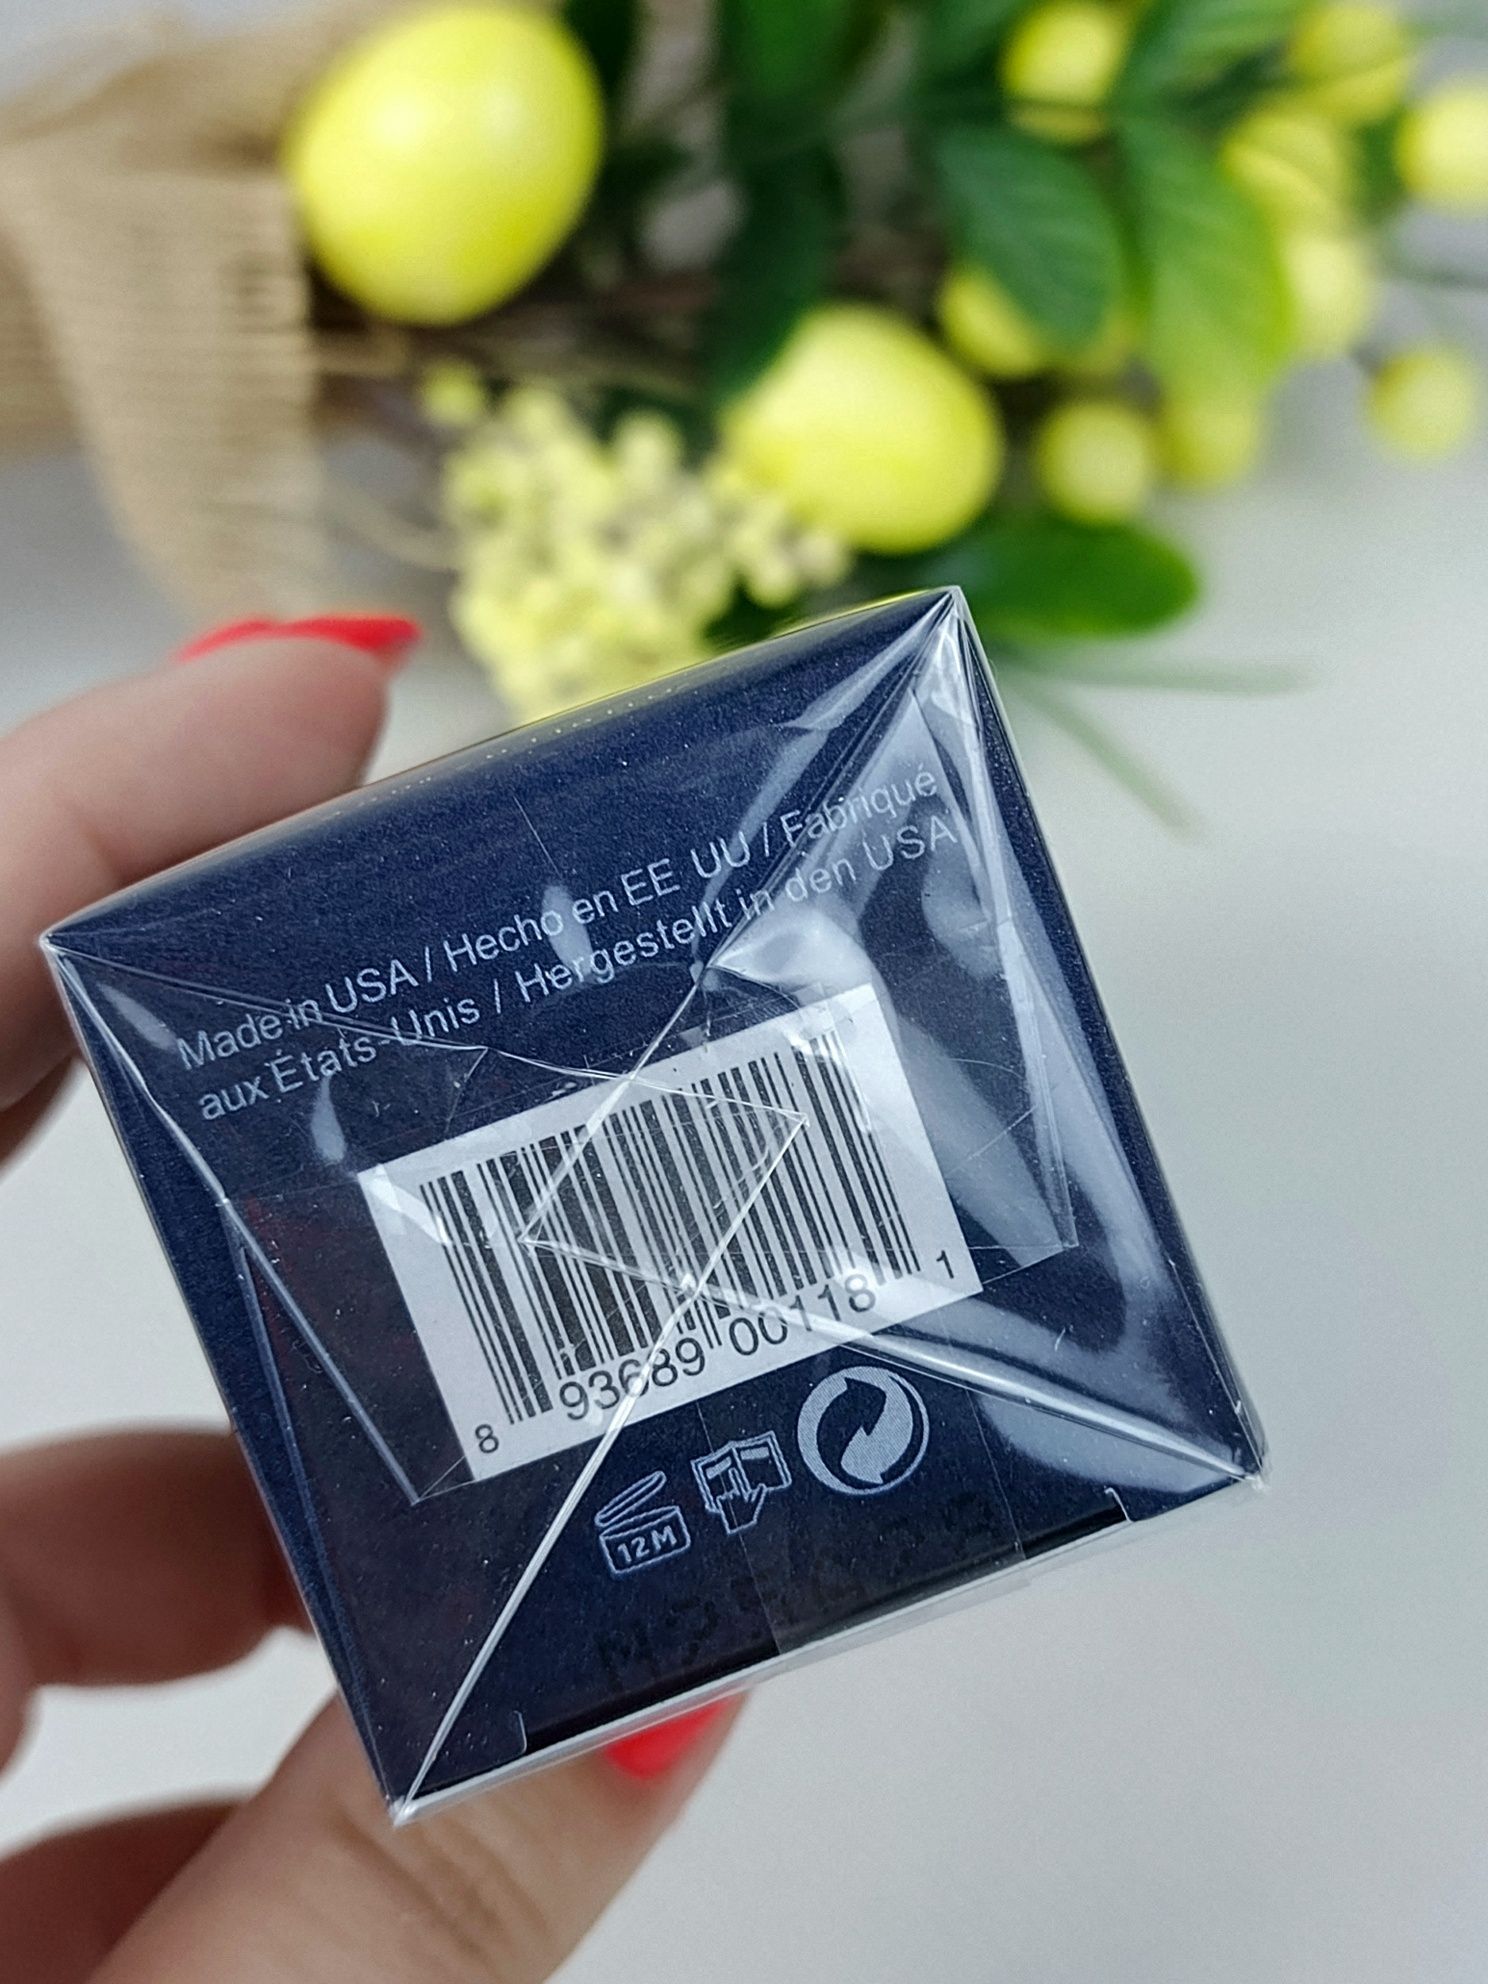 Made in USA / Hecho en EE UU / Fabriqué
aux États-Unis / Hergestellt in den USA
8 93689 00118 1
12M